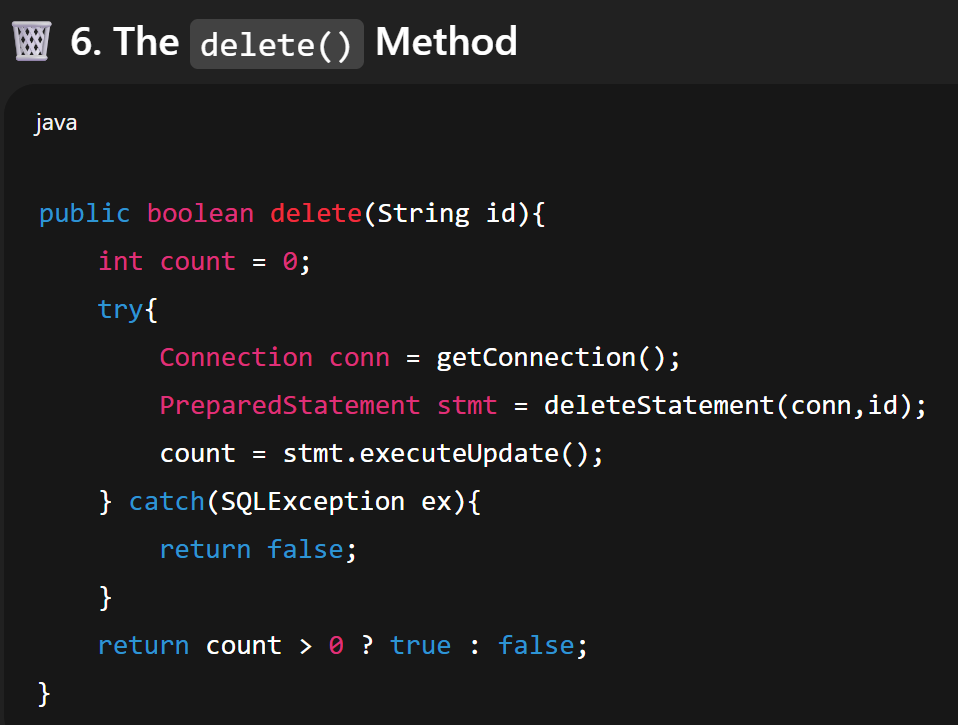 6. The delete() Method
java
public boolean delete(String id){
    int count = 0;
    try{
        Connection conn = getConnection();
        PreparedStatement stmt = deleteStatement(conn,id);
        count = stmt.executeUpdate();
    } catch(SQLException ex){
        return false;
    }
    return count > 0 ? true : false;
}